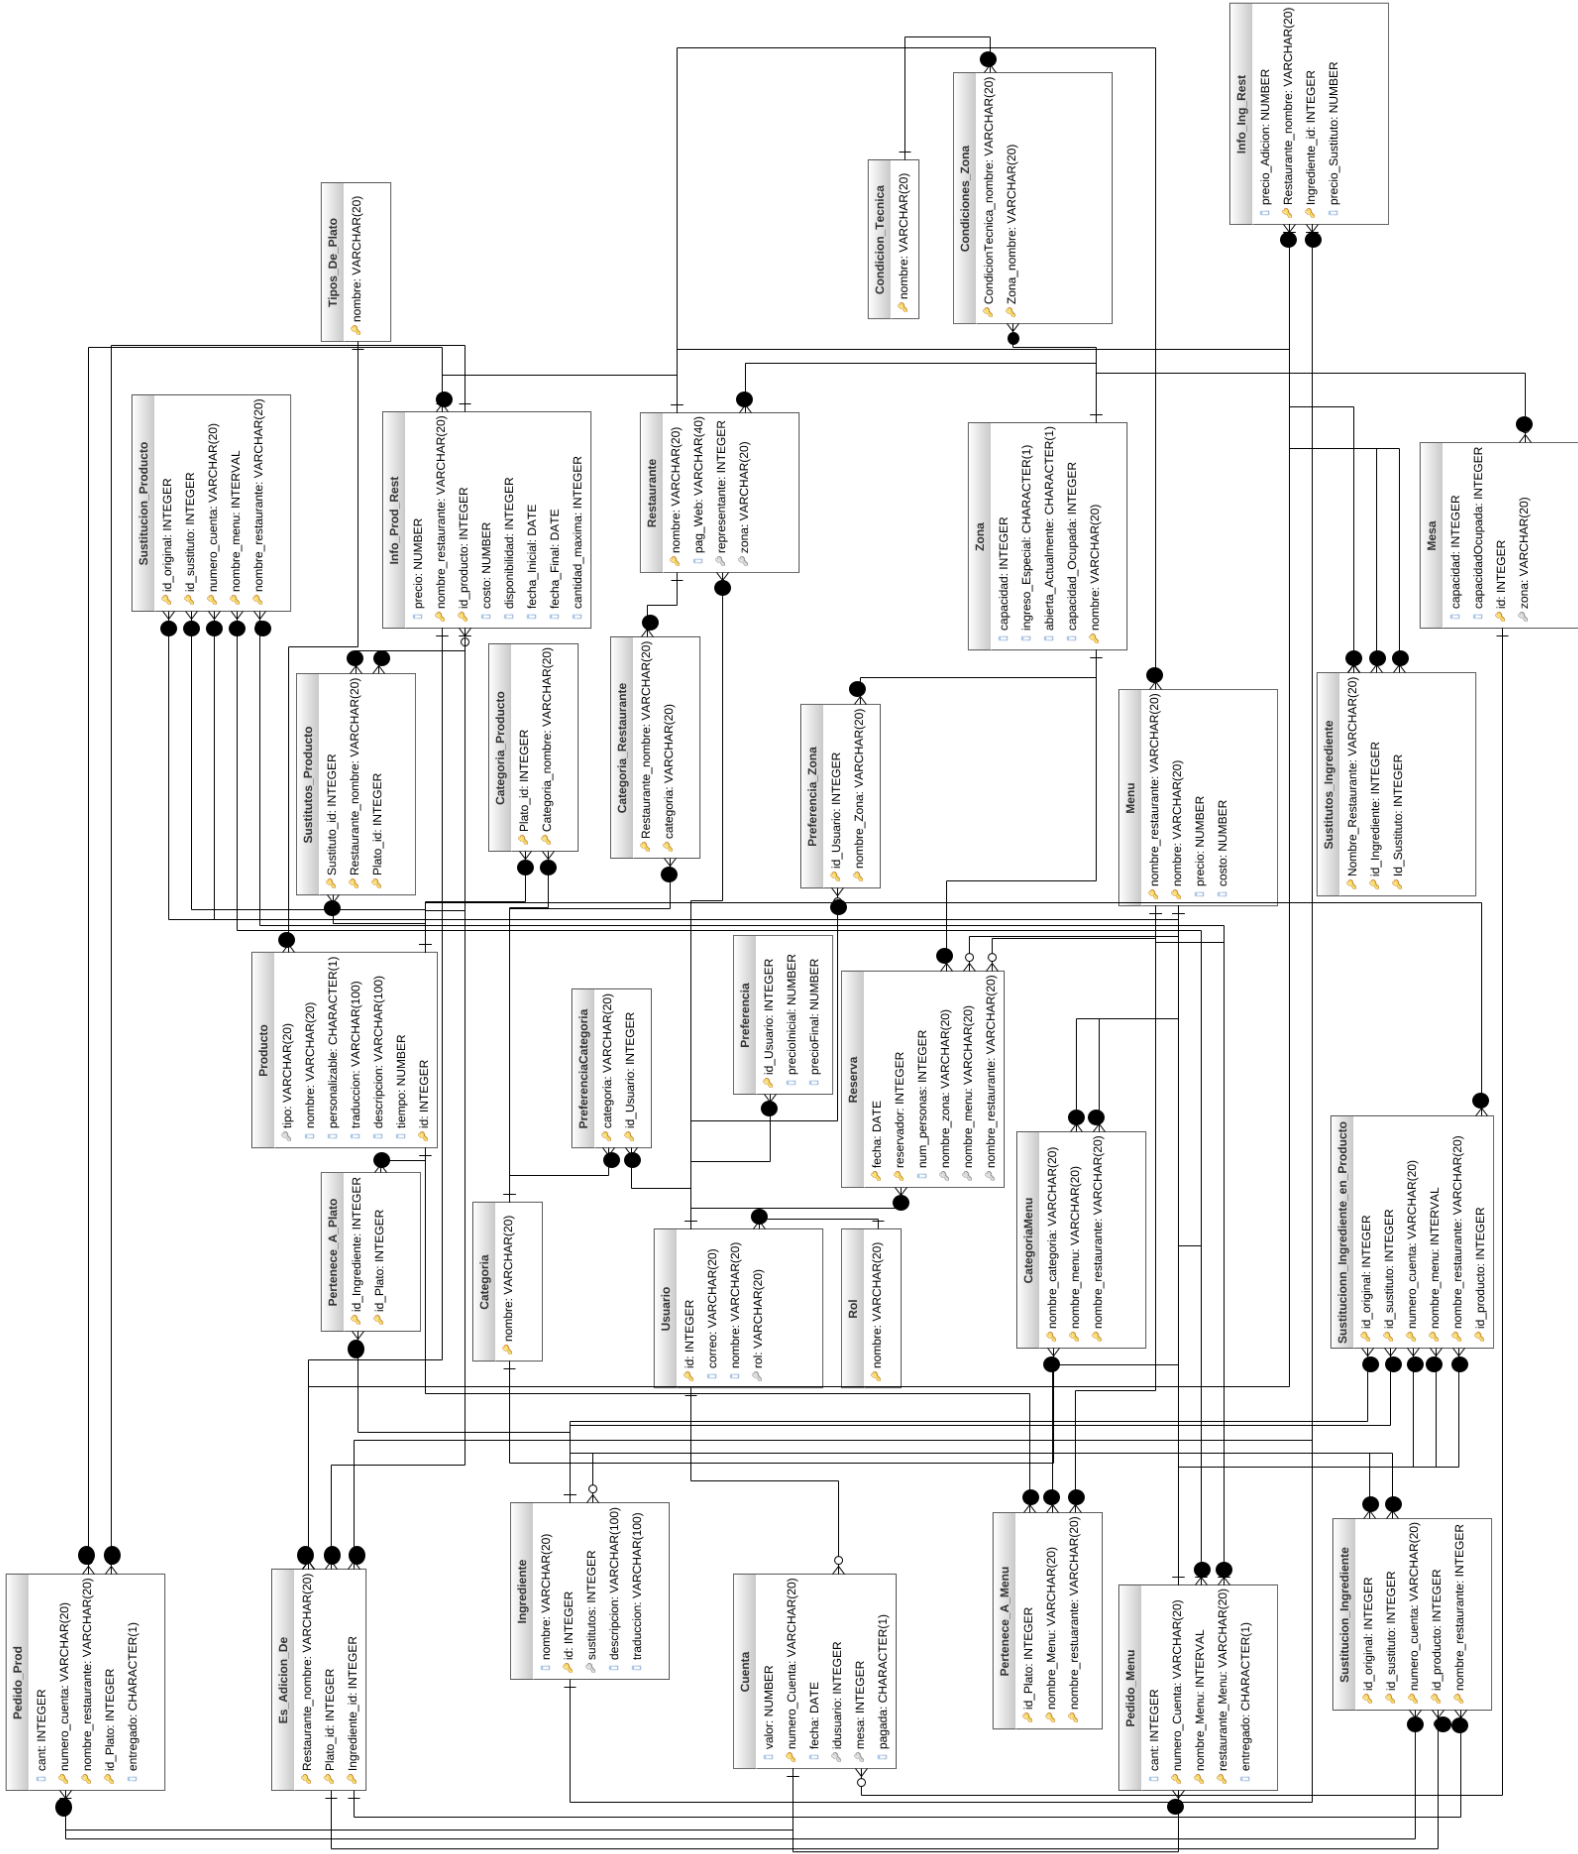 Pedido_Prod
cant: INTEGER
numero_cuenta: VARCHAR(20)
nombre_restaurante: VARCHAR(20)
id_Plato: INTEGER
entregado: CHARACTER(1)
Sustitucion_Producto
id_original: INTEGER
id_sustituto: INTEGER
numero_cuenta: VARCHAR(20)
nombre_menu: INTERVAL
nombre_restaurante: VARCHAR(20)
Producto
tipo: VARCHAR(20)
nombre: VARCHAR(20)
personalizable: CHARACTER(1)
traduccion: VARCHAR(100)
descripcion: VARCHAR(100)
tiempo: NUMBER
id: INTEGER
Es_Adicion_De
Restaurante_nombre: VARCHAR(20)
Plato_id: INTEGER
Ingrediente_id: INTEGER
Sustitutos_Producto
Sustituto_id: INTEGER
Restaurante_nombre: VARCHAR(20)
Plato_id: INTEGER
Tipos_De_Plato
nombre: VARCHAR(20)
Pertenece_A_Plato
id_Ingrediente: INTEGER
id_Plato: INTEGER
Info_Prod_Rest
precio: NUMBER
nombre_restaurante: VARCHAR(20)
id_producto: INTEGER
costo: NUMBER
disponibilidad: INTEGER
fecha_Inicial: DATE
fecha_Final: DATE
cantidad_maxima: INTEGER
Categoria
nombre: VARCHAR(20)
Categoria_Producto
Plato_id: INTEGER
Categoria_nombre: VARCHAR(20)
Ingrediente
nombre: VARCHAR(20)
id: INTEGER
sustitutos: INTEGER
descripcion: VARCHAR(100)
traduccion: VARCHAR(100)
PreferenciaCategoria
categoria: VARCHAR(20)
id_Usuario: INTEGER
Categoria_Restaurante
Restaurante_nombre: VARCHAR(20)
categoria: VARCHAR(20)
Restaurante
nombre: VARCHAR(20)
pag_Web: VARCHAR(40)
representante: INTEGER
zona: VARCHAR(20)
Usuario
id: INTEGER
correo: VARCHAR(20)
nombre: VARCHAR(20)
rol: VARCHAR(20)
Cuenta
valor: NUMBER
numero_Cuenta: VARCHAR(20)
fecha: DATE
idusuario: INTEGER
mesa: INTEGER
pagada: CHARACTER(1)
Preferencia
id_Usuario: INTEGER
precioInicial: NUMBER
precioFinal: NUMBER
Preferencia_Zona
id_Usuario: INTEGER
nombre_Zona: VARCHAR(20)
Rol
nombre: VARCHAR(20)
Reserva
fecha: DATE
reservador: INTEGER
num_personas: INTEGER
nombre_zona: VARCHAR(20)
nombre_menu: VARCHAR(20)
nombre_restaurante: VARCHAR(20)
Condicion_Tecnica
nombre: VARCHAR(20)
Condiciones_Zona
CondicionTecnica_nombre: VARCHAR(20)
Zona_nombre: VARCHAR(20)
Zona
capacidad: INTEGER
ingreso_Especial: CHARACTER(1)
abierta_Actualmente: CHARACTER(1)
capacidad_Ocupada: INTEGER
nombre: VARCHAR(20)
Pertenece_A_Menu
id_Plato: INTEGER
nombre_Menu: VARCHAR(20)
nombre_restuarante: VARCHAR(20)
CategoriaMenu
nombre_categoria: VARCHAR(20)
nombre_menu: VARCHAR(20)
nombre_restaurante: VARCHAR(20)
Menu
nombre_restaurante: VARCHAR(20)
nombre: VARCHAR(20)
precio: NUMBER
costo: NUMBER
Pedido_Menu
cant: INTEGER
numero_Cuenta: VARCHAR(20)
nombre_Menu: INTERVAL
restaurante_Menu: VARCHAR(20)
entregado: CHARACTER(1)
Info_Ing_Rest
precio_Adicion: NUMBER
Restaurante_nombre: VARCHAR(20)
Ingrediente_id: INTEGER
precio_Sustituto: NUMBER
Sustitutos_Ingrediente
Nombre_Restaurante: VARCHAR(20)
id_Ingrediente: INTEGER
Id_Sustituto: INTEGER
Sustitucionn_Ingrediente_en_Producto
id_original: INTEGER
id_sustituto: INTEGER
numero_cuenta: VARCHAR(20)
nombre_menu: INTERVAL
nombre_restaurante: VARCHAR(20)
id_producto: INTEGER
Sustitucion_Ingrediente
id_original: INTEGER
id_sustituto: INTEGER
numero_cuenta: VARCHAR(20)
id_producto: INTEGER
nombre_restaurante: INTEGER
Mesa
capacidad: INTEGER
capacidadOcupada: INTEGER
id: INTEGER
zona: VARCHAR(20)